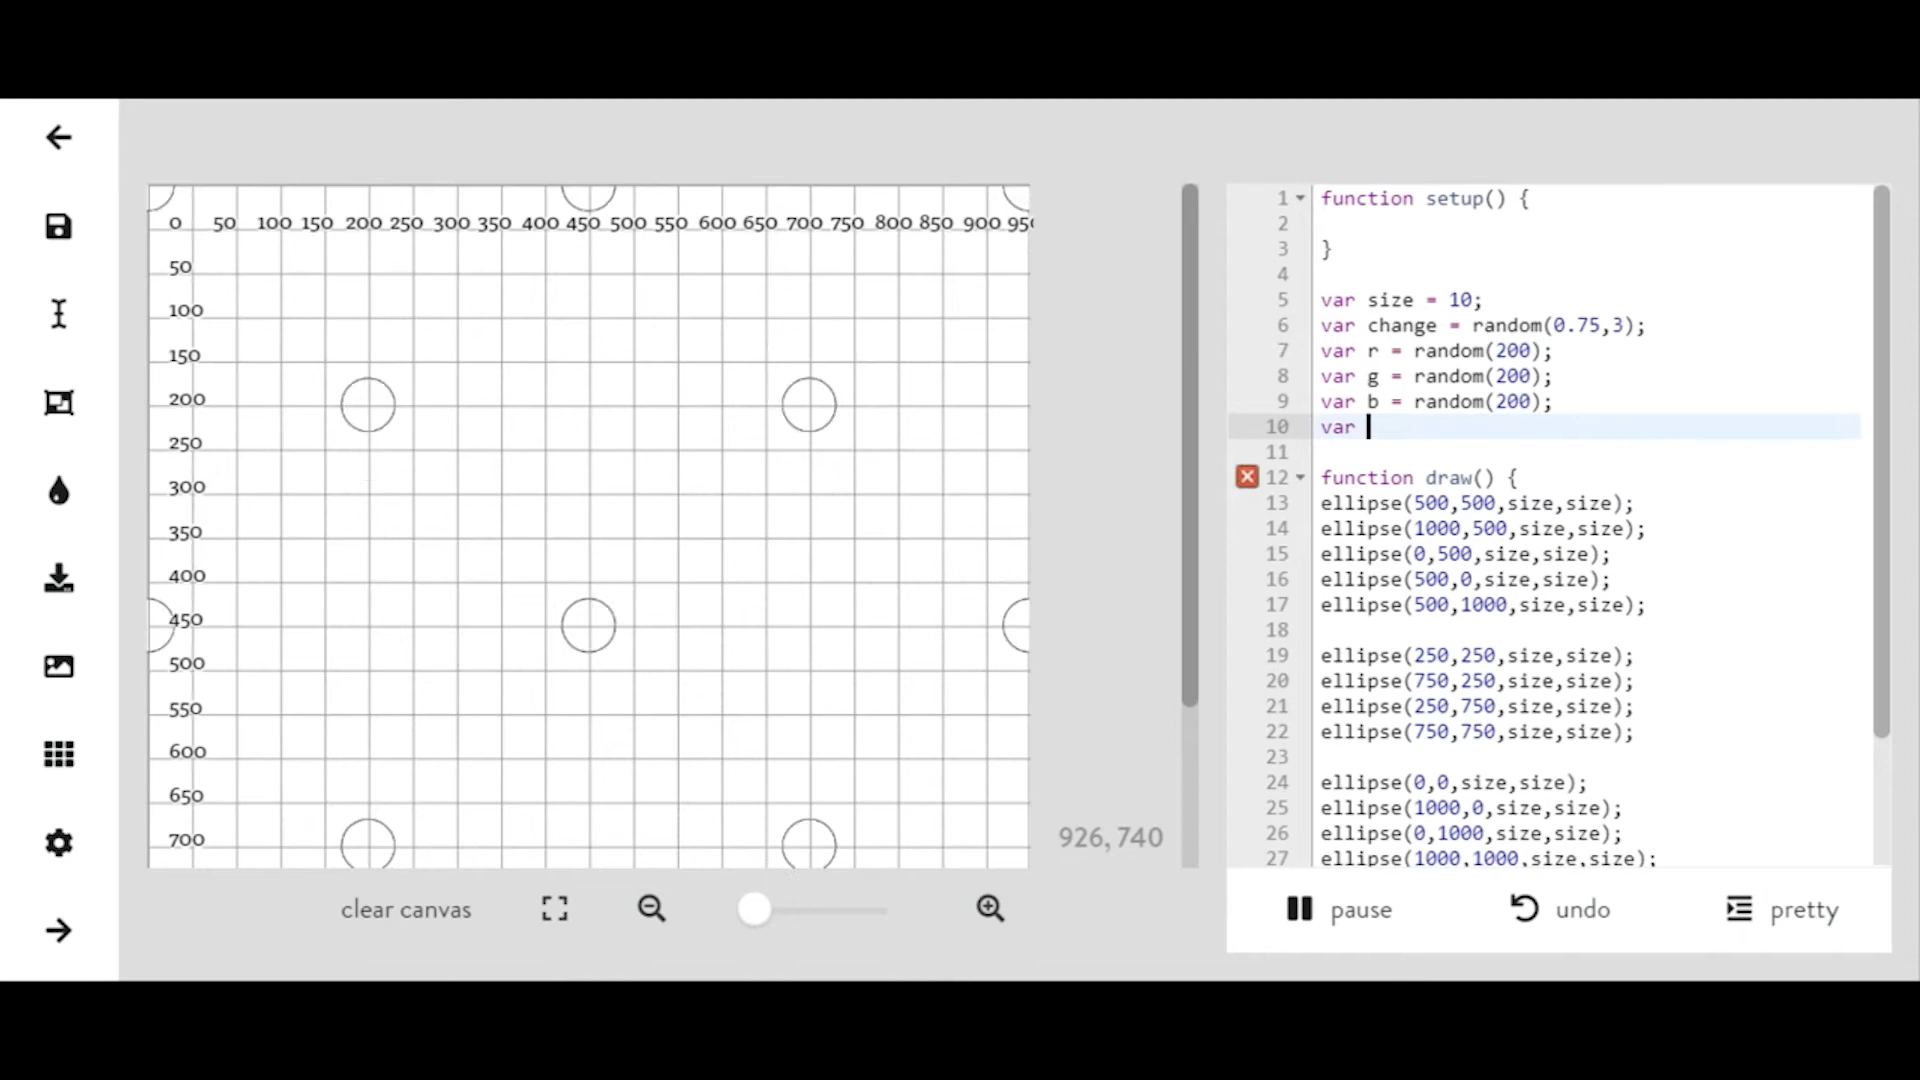 0 50 100 150 200 250 300 350 400 450 500 550 600 650 700 750 800 850 900 950
50
100
150
200
250
300
350
400
450
500
550
600
650
700
926,740
clear canvas
1 function setup() {
2
3 }
4
5 var size = 10;
6 var change = random(0.75,3);
7 var r = random(200);
8 var g = random(200);
9 var b = random(200);
10 var
11
12 function draw() {
13 ellipse(500,500,size,size);
14 ellipse(1000,500,size,size);
15 ellipse(0,500,size,size);
16 ellipse(500,0,size,size);
17 ellipse(500,1000,size,size);
18
19 ellipse(250,250,size,size);
20 ellipse(750,250,size,size);
21 ellipse(250,750,size,size);
22 ellipse(750,750,size,size);
23
24 ellipse(0,0,size,size);
25 ellipse(1000,0,size,size);
26 ellipse(0,1000,size,size);
27 ellipse(1000,1000,size,size);
pause undo pretty